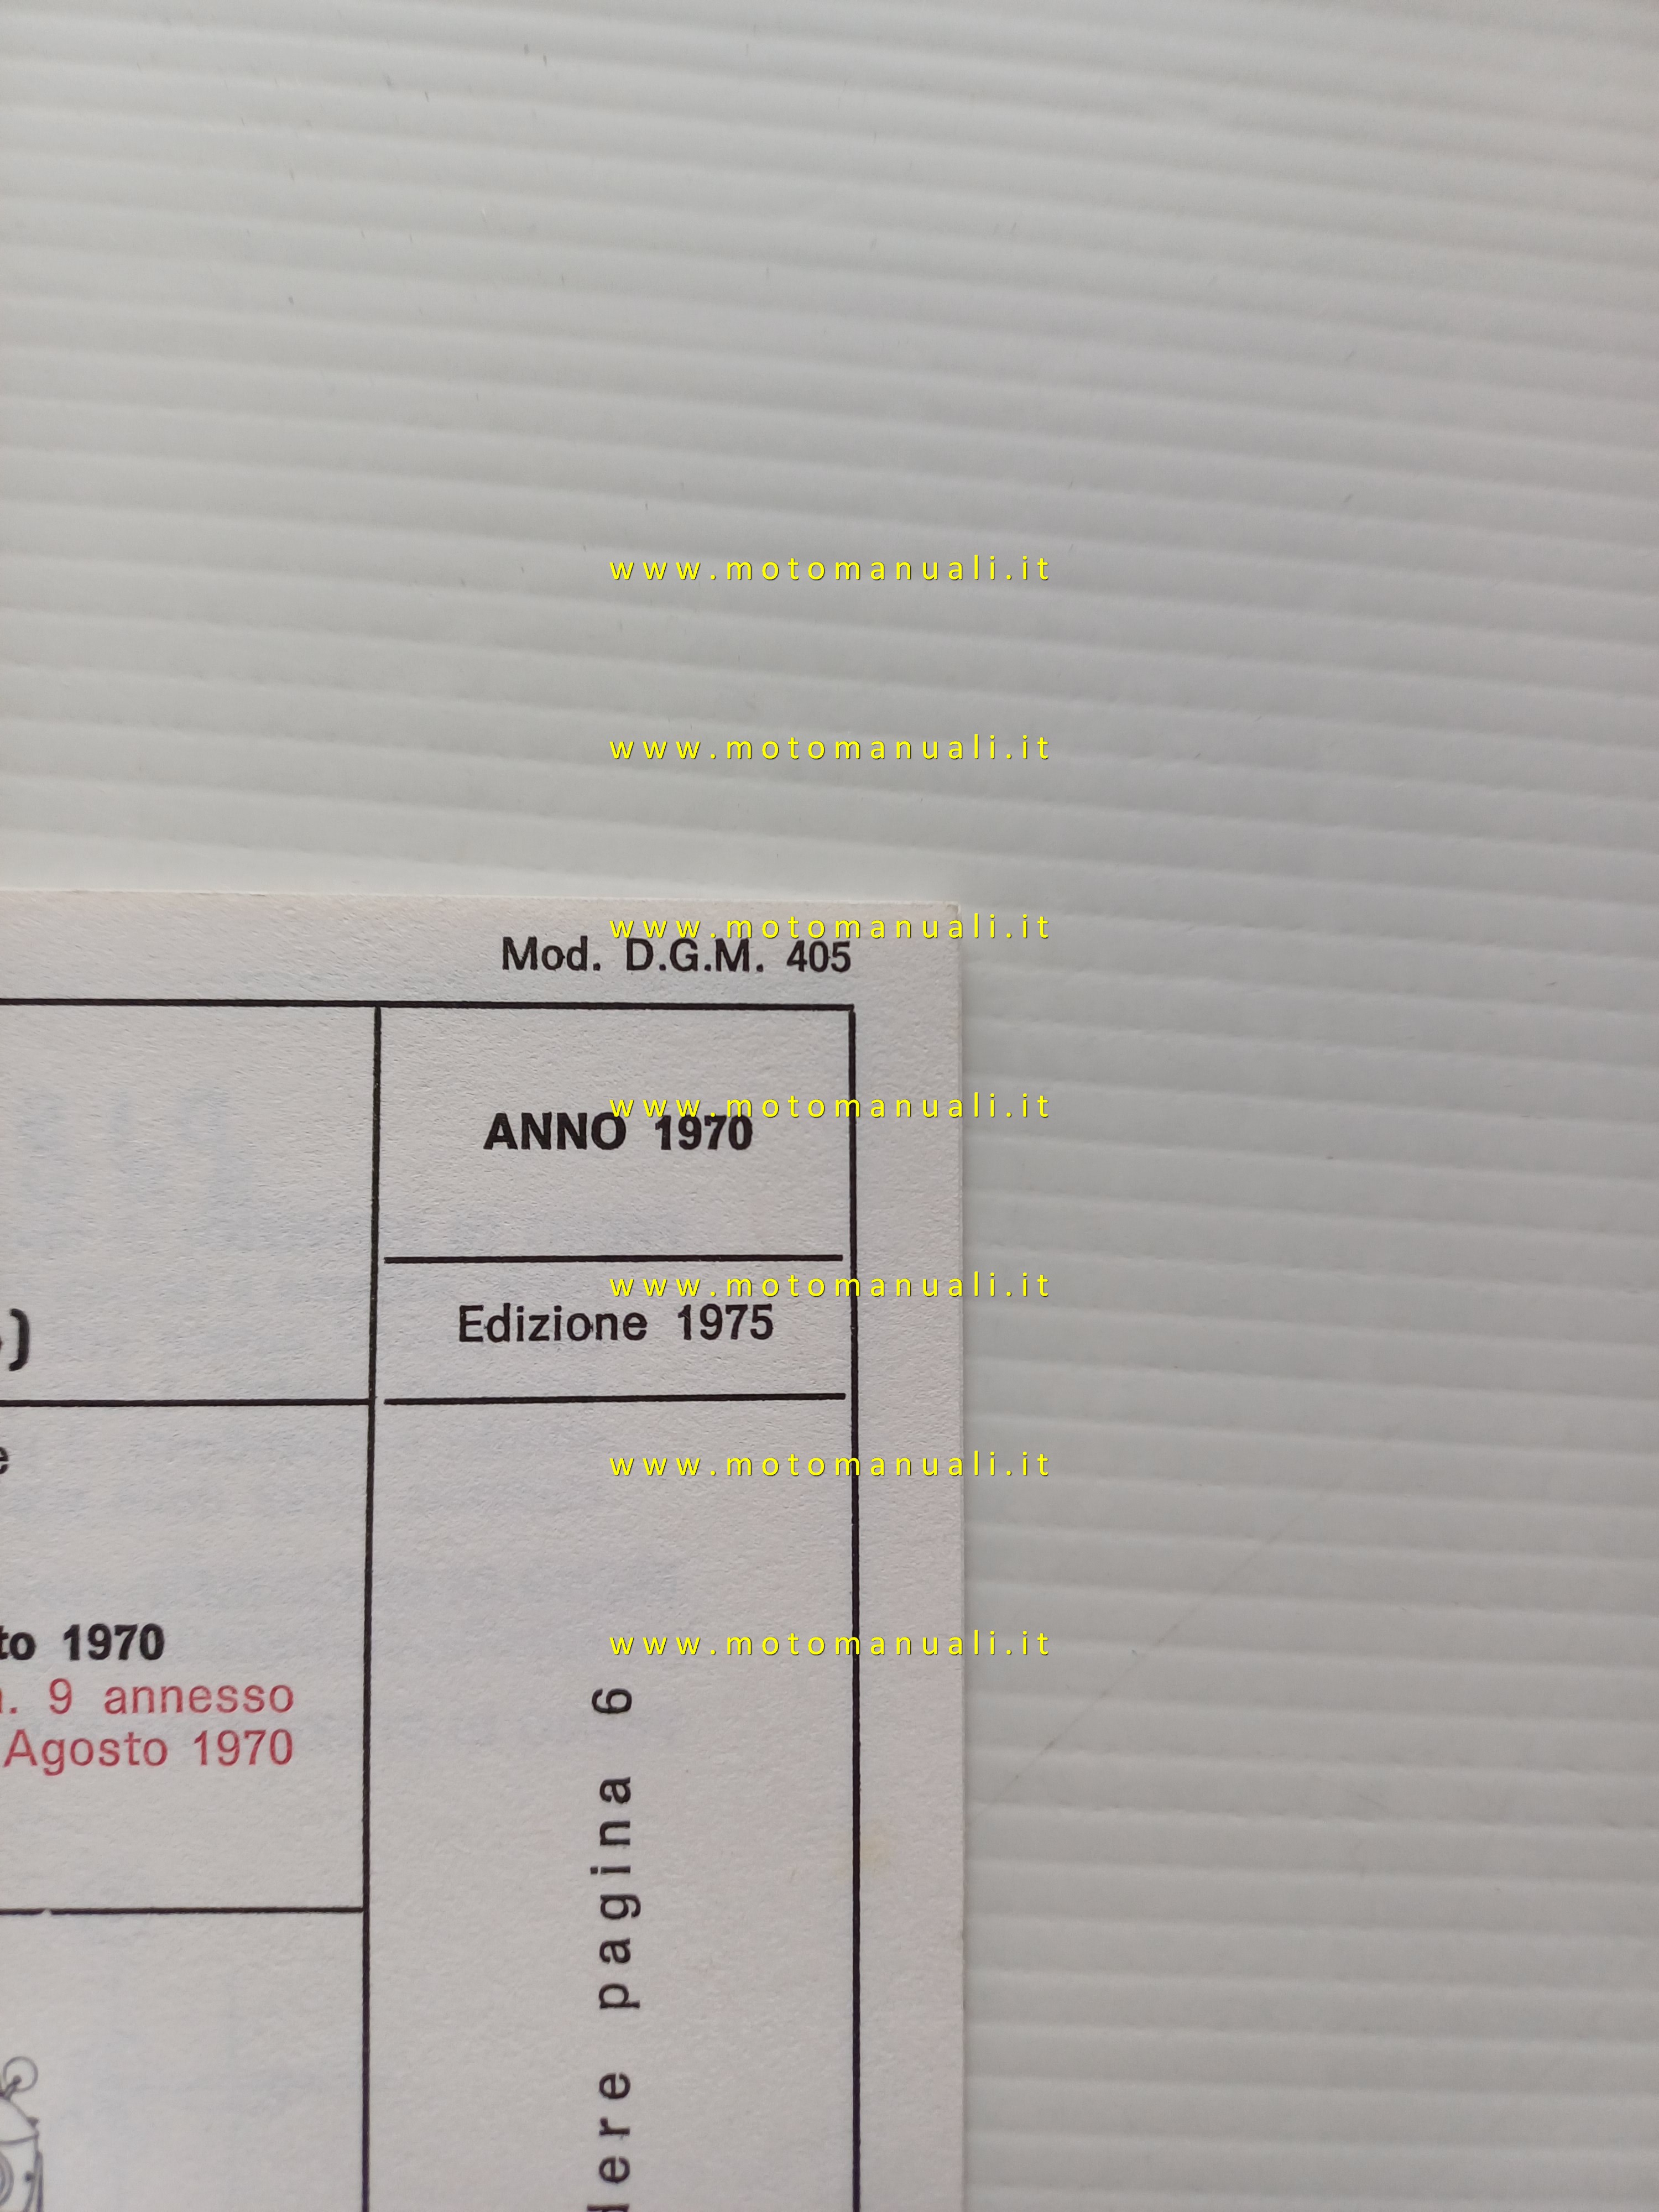 www.motomanuali.it
www.motomanuali.it
www.motomanuali.it
Mod. D.G.M. 405
www.motomanuali.it
ANNO 1970
www.motomanuali.it
Edizione 1975
)
e
www.motomanuali.it
to 1970
www.motomanuali.it
. 9 annesso
Agosto 1970
dere pagina 6